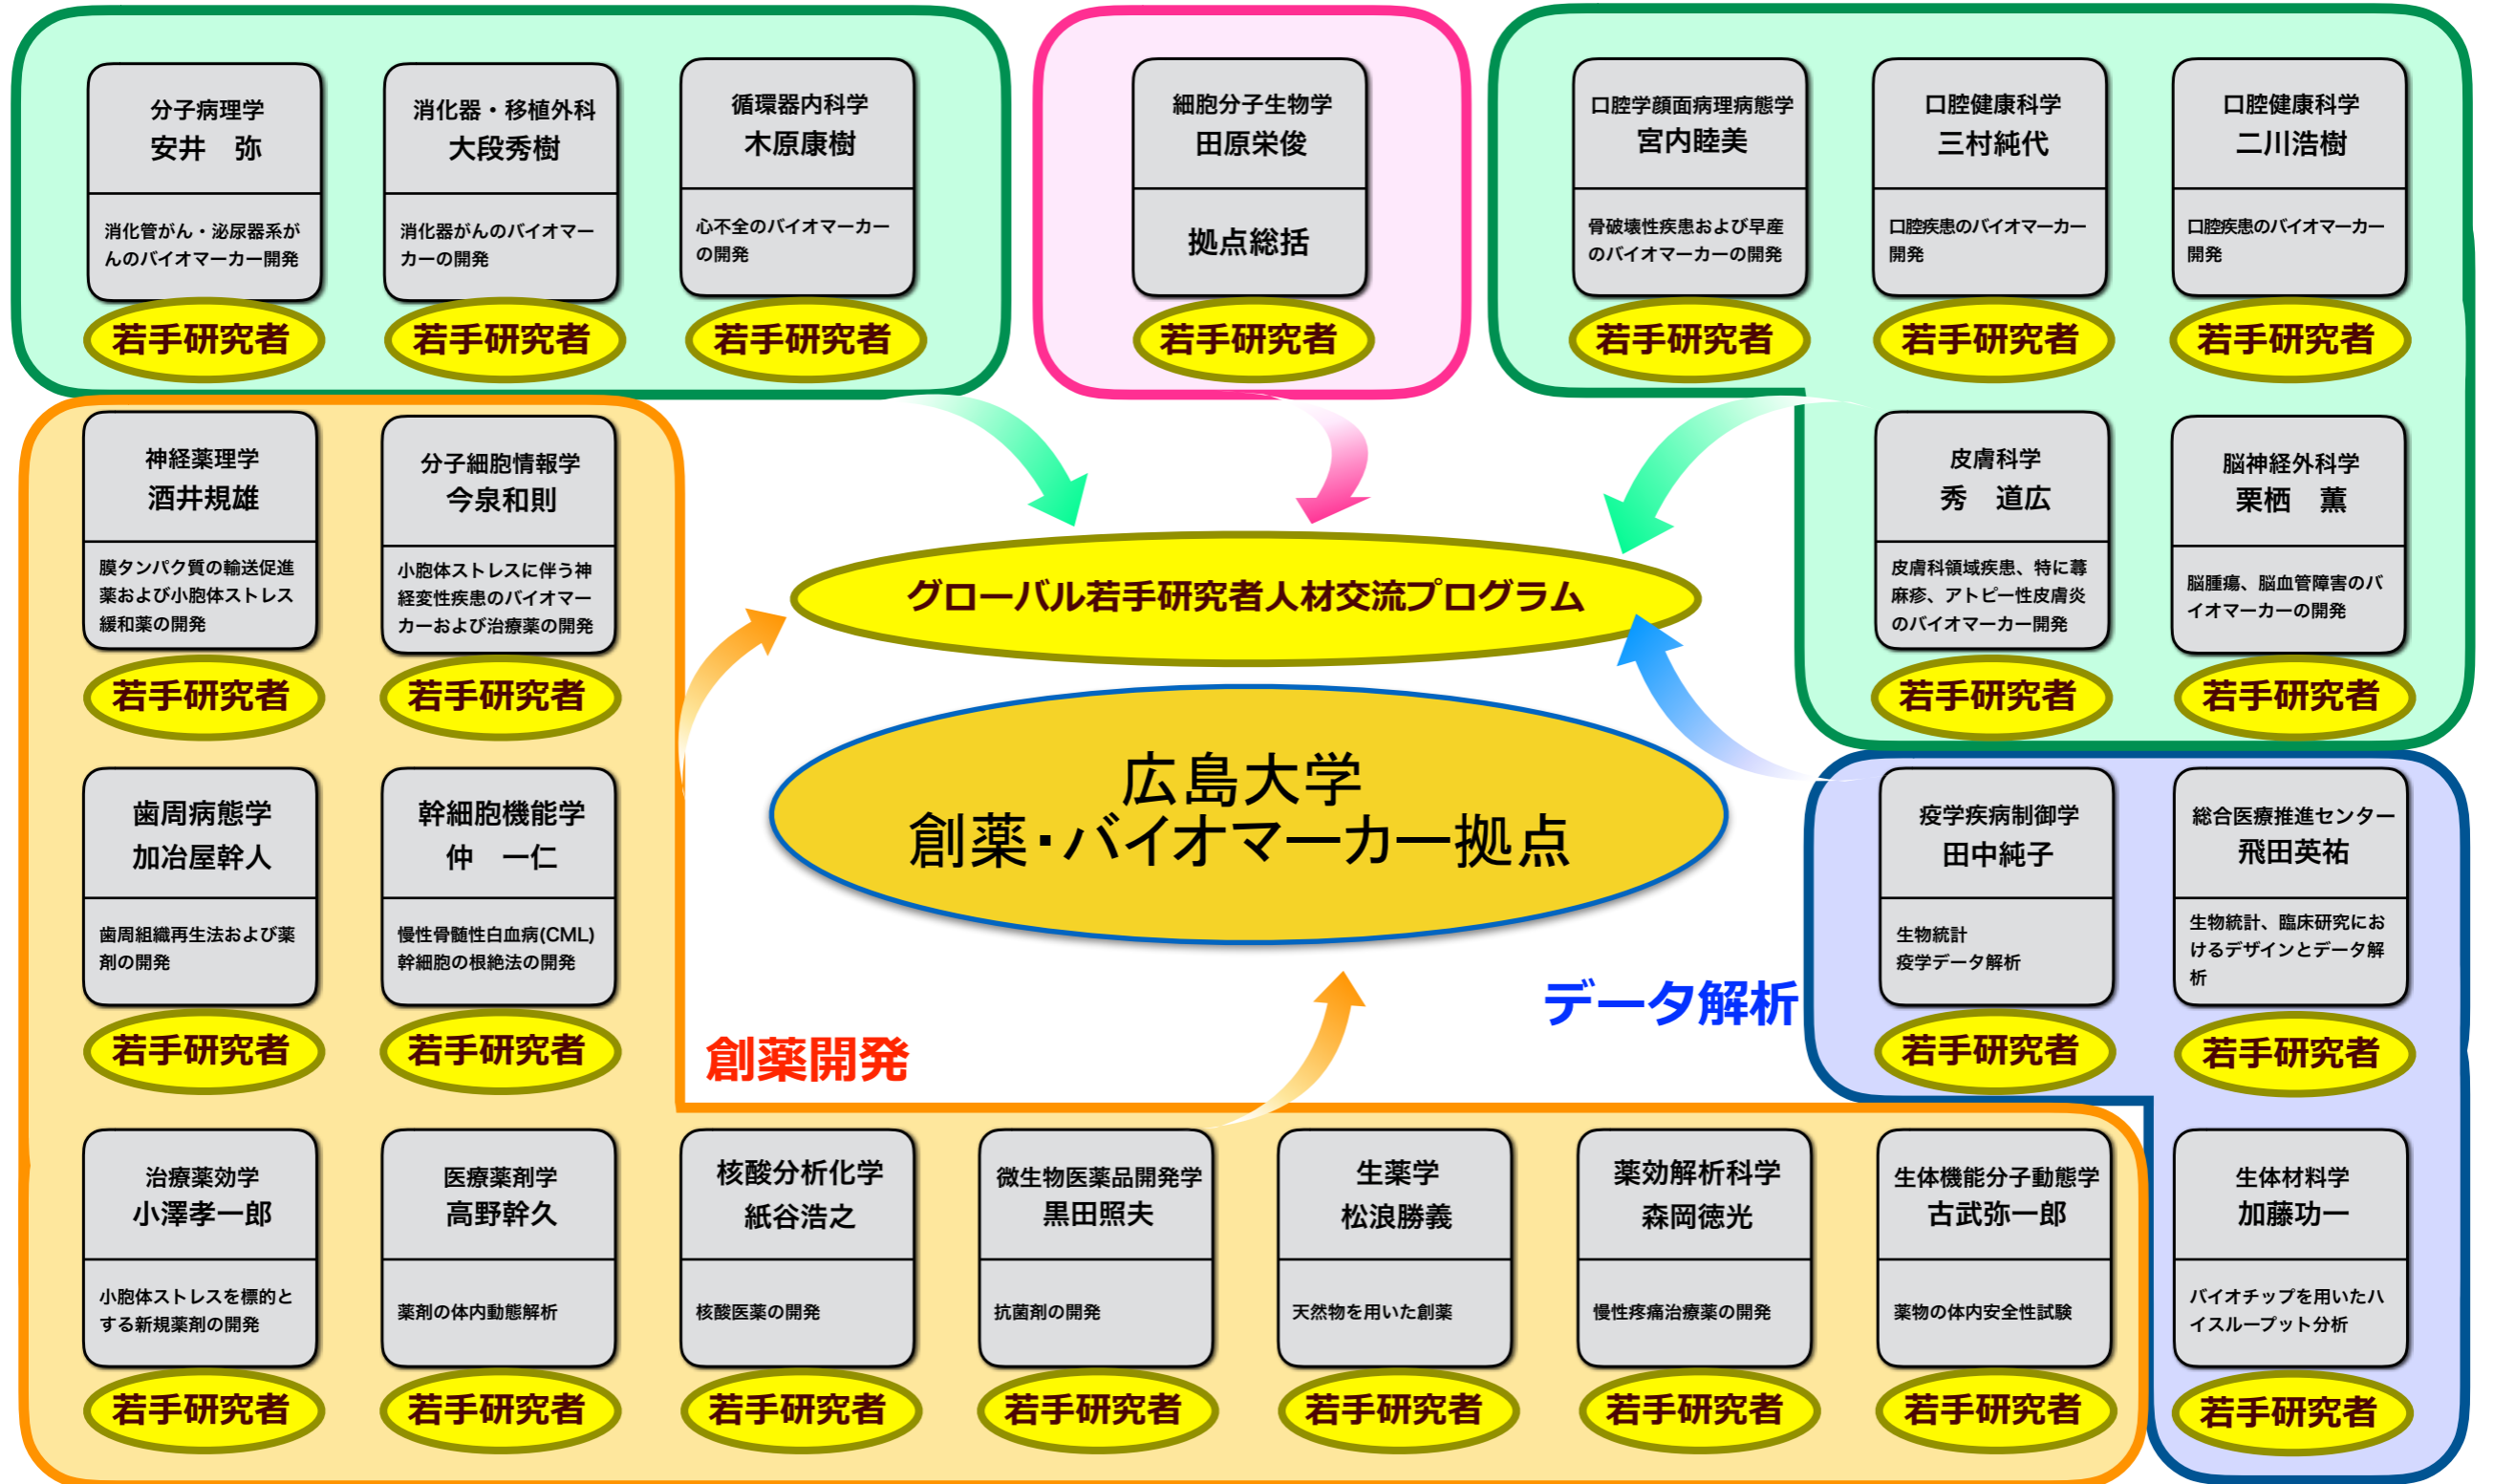 分子病理学
安井　弥
消化管がん・泌尿器系が
んのバイオマーカー開発
若手研究者
消化器・移植外科
大段秀樹
消化器がんのバイオマー
カーの開発
若手研究者
循環器内科学
木原康樹
心不全のバイオマーカー
の開発
若手研究者
細胞分子生物学
田原栄俊
拠点総括
若手研究者
口腔学顔面病理病態学
宮内睦美
骨破壊性疾患および早産
のバイオマーカーの開発
若手研究者
口腔健康科学
三村純代
口腔疾患のバイオマーカー
開発
若手研究者
口腔健康科学
二川浩樹
口腔疾患のバイオマーカー
開発
若手研究者
神経薬理学
酒井規雄
膜タンパク質の輸送促進
薬および小胞体ストレス
緩和薬の開発
若手研究者
分子細胞情報学
今泉和則
小胞体ストレスに伴う神
経変性疾患のバイオマー
カーおよび治療薬の開発
若手研究者
グローバル若手研究者人材交流プログラム
皮膚科学
秀　道広
皮膚科領域疾患、特に蕁
麻疹、アトピー性皮膚炎
のバイオマーカー開発
若手研究者
脳神経外科学
栗栖　薫
脳腫瘍、脳血管障害のバ
イオマーカーの開発
若手研究者
広島大学
創薬・バイオマーカー拠点
歯周病態学
加冶屋幹人
歯周組織再生法および薬
剤の開発
若手研究者
幹細胞機能学
仲　一仁
慢性骨髄性白血病(CML)
幹細胞の根絶法の開発
若手研究者
創薬開発
データ解析
疫学疾病制御学
田中純子
生物統計
疫学データ解析
若手研究者
総合医療推進センター
飛田英祐
生物統計、臨床研究にお
けるデザインとデータ解
析
若手研究者
治療薬効学
小澤孝一郎
小胞体ストレスを標的と
する新規薬剤の開発
若手研究者
医療薬剤学
高野幹久
薬剤の体内動態解析
若手研究者
核酸分析化学
紙谷浩之
核酸医薬の開発
若手研究者
微生物医薬品開発学
黒田照夫
抗菌剤の開発
若手研究者
生薬学
松浪勝義
天然物を用いた創薬
若手研究者
薬効解析科学
森岡徳光
慢性疼痛治療薬の開発
若手研究者
生体機能分子動態学
古武弥一郎
薬物の体内安全性試験
若手研究者
生体材料学
加藤功一
バイオチップを用いたハ
イスループット分析
若手研究者